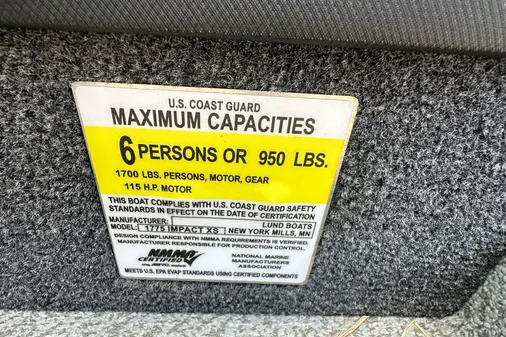 U.S. COAST GUARD
MAXIMUM CAPACITIES
6 PERSONS OR 950 LBS.
1700 LBS. PERSONS, MOTOR, GEAR
115 H.P. MOTOR
THIS BOAT COMPLIES WITH U.S. COAST GUARD SAFETY
STANDARDS IN EFFECT ON THE DATE OF CERTIFICATION
MANUFACTURER: LUND BOATS
MODEL: 1775 IMPACT XS NEW YORK MILLS, MN
DESIGN COMPLIANCE WITH NMMA REQUIREMENTS IS VERIFIED.
MANUFACTURER RESPONSIBLE FOR PRODUCTION CONTROL.
NMMA
CERTIFIED
using ABYC
NATIONAL MARINE
MANUFACTURERS
ASSOCIATION
MEETS U.S. EPA EVAP STANDARDS USING CERTIFIED COMPONENTS